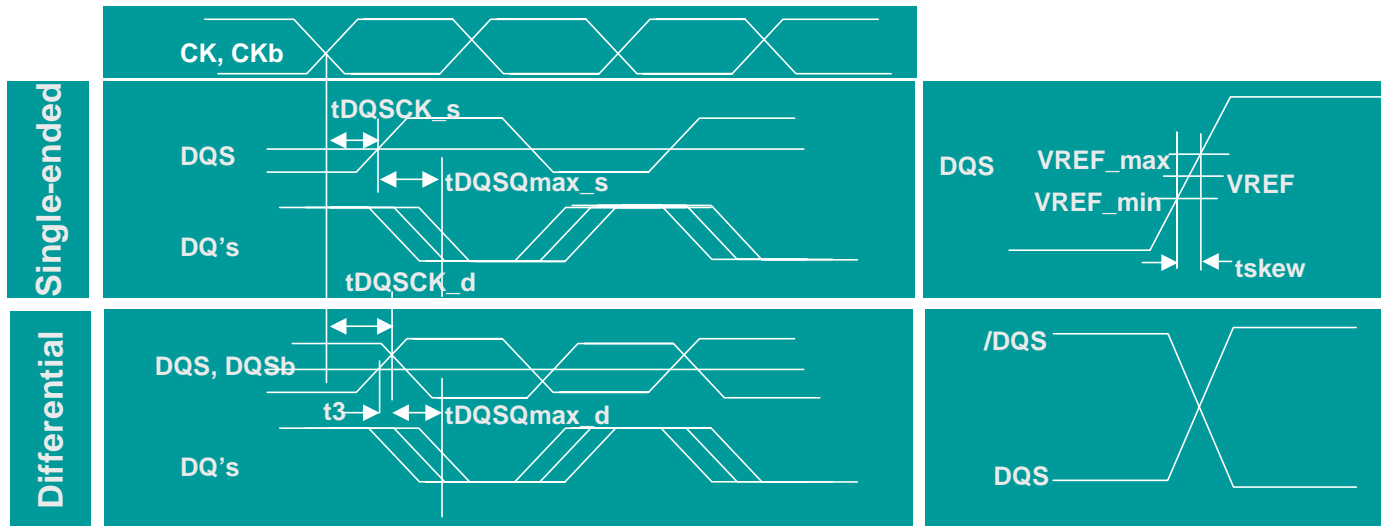 CK, CKb
Single-ended
tDQSCK_s
DQS
tDQSQmax_s
DQ’s
tDQSCK_d
DQS
VREF_max
VREF
VREF_min
tskew
Differential
DQS, DQSb
t3
tDQSQmax_d
DQ’s
/DQS
DQS